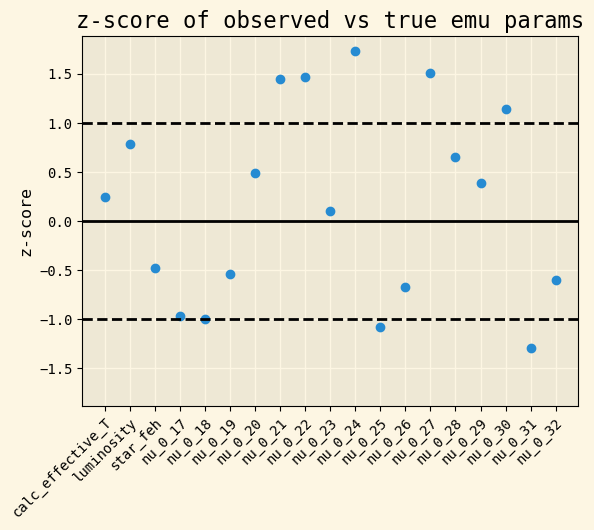 z-score of observed vs true emu params
z-score
1.5
1.0
0.5
0.0
−0.5
−1.0
−1.5
calc_effective_T
luminosity
star_feh
nu_0_17
nu_0_18
nu_0_19
nu_0_20
nu_0_21
nu_0_22
nu_0_23
nu_0_24
nu_0_25
nu_0_26
nu_0_27
nu_0_28
nu_0_29
nu_0_30
nu_0_31
nu_0_32